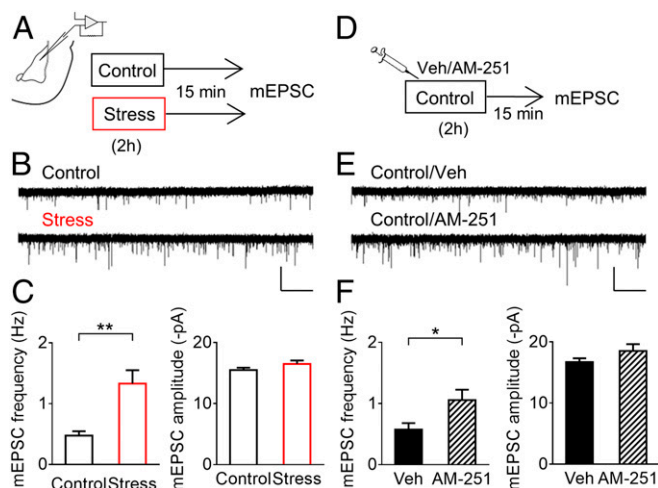 A
Control
15 min
mEPSC
Stress
(2h)
B
Control
Stress
C
mEPSC frequency (Hz)
2
1
0
**
Control Stress
mEPSC amplitude (-pA)
20
10
0
Control Stress
D
Veh/AM-251
Control
15 min
mEPSC
(2h)
E
Control/Veh
Control/AM-251
F
mEPSC frequency (Hz)
2
1
0
*
Veh AM-251
mEPSC amplitude (-pA)
20
10
0
Veh AM-251